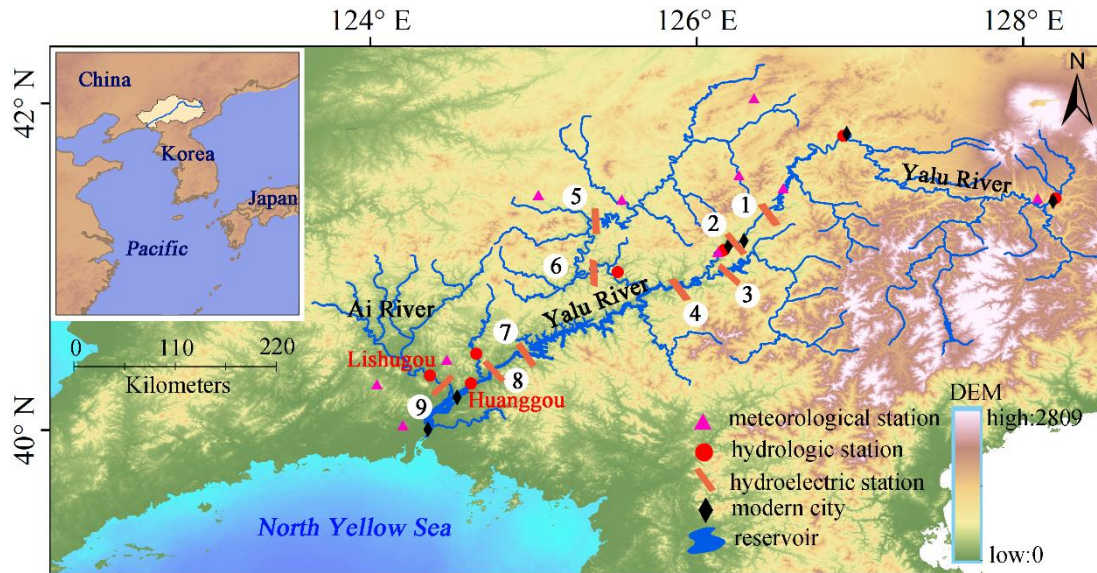 124° E 126° E 128° E
42° N
40° N
N
China
Korea
Japan
Pacific
Yalu River
1
2
3
4
5
6
Yalu River
Ai River
7
8
9
Lishugou
Huanggou
0 110 220
Kilometers
North Yellow Sea
meteorological station
hydrologic station
hydroelectric station
modern city
reservoir
DEM
high:2809
low:0